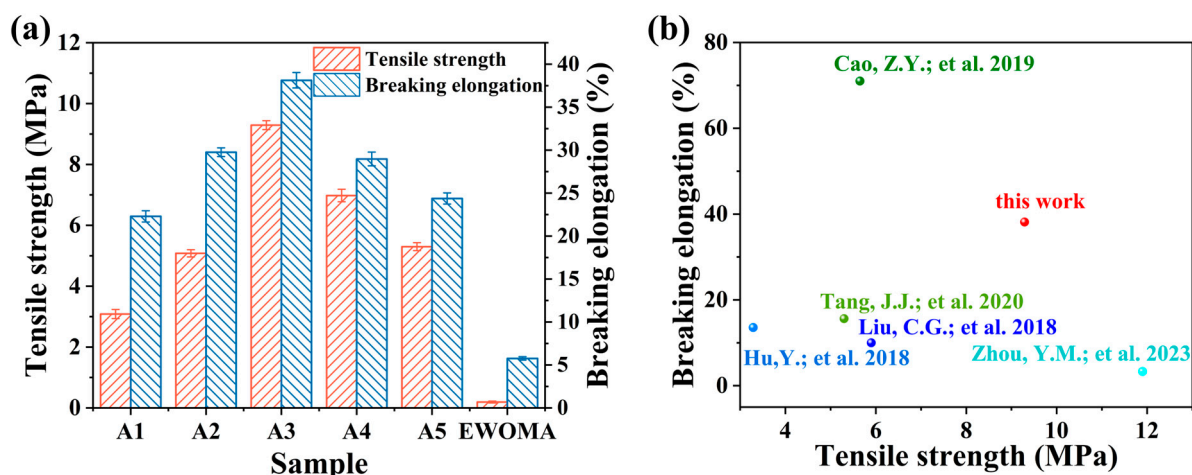 (a)
Tensile strength (MPa)
12
10
8
6
4
2
0
Tensile strength
Breaking elongation
40
35
30
25
20
15
10
5
0
Breaking elongation (%)
A1 A2 A3 A4 A5 EWOMA
Sample
(b)
Breaking elongation (%)
80
60
40
20
0
Cao, Z.Y.; et al. 2019
this work
Tang, J.J.; et al. 2020
Liu, C.G.; et al. 2018
Hu,Y.; et al. 2018
Zhou, Y.M.; et al. 2023
4 6 8 10 12
Tensile strength (MPa)